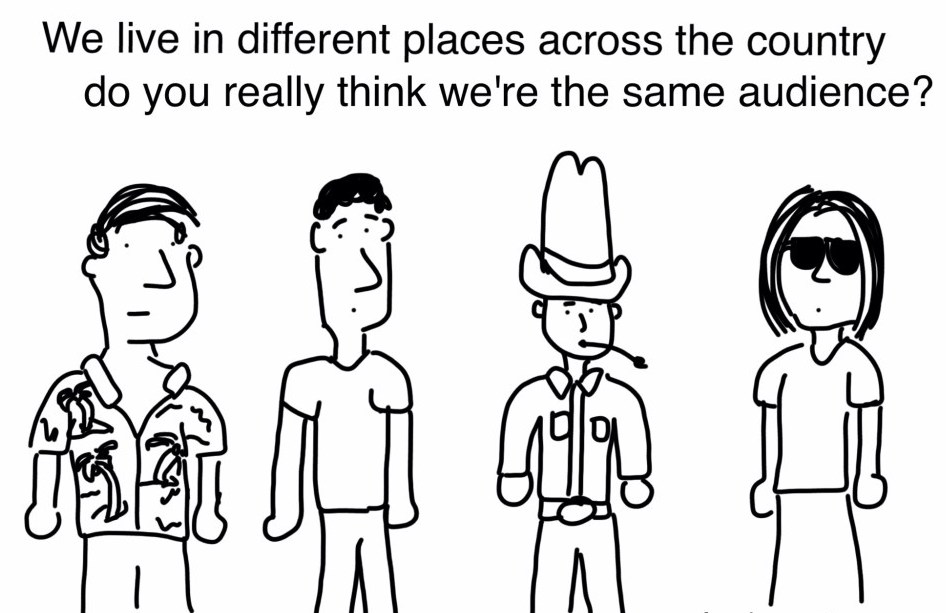 We live in different places across the country
do you really think we're the same audience?